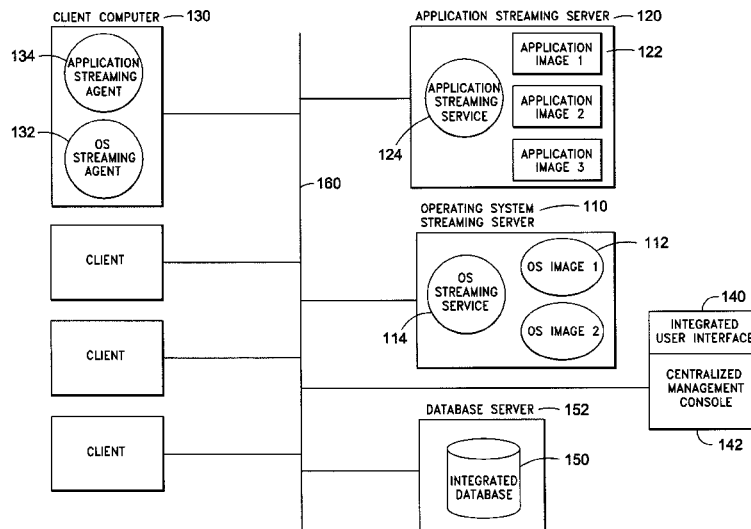 CLIENT COMPUTER 130
134
APPLICATION
STREAMING
AGENT
132
OS
STREAMING
AGENT
CLIENT
CLIENT
CLIENT
160
APPLICATION STREAMING SERVER 120
APPLICATION
STREAMING
SERVICE
124
APPLICATION
IMAGE 1
122
APPLICATION
IMAGE 2
APPLICATION
IMAGE 3
OPERATING SYSTEM 110
STREAMING SERVER
112
OS
STREAMING
SERVICE
114
OS IMAGE 1
OS IMAGE 2
140
INTEGRATED
USER INTERFACE
CENTRALIZED
MANAGEMENT
CONSOLE
142
DATABASE SERVER 152
150
INTEGRATED
DATABASE